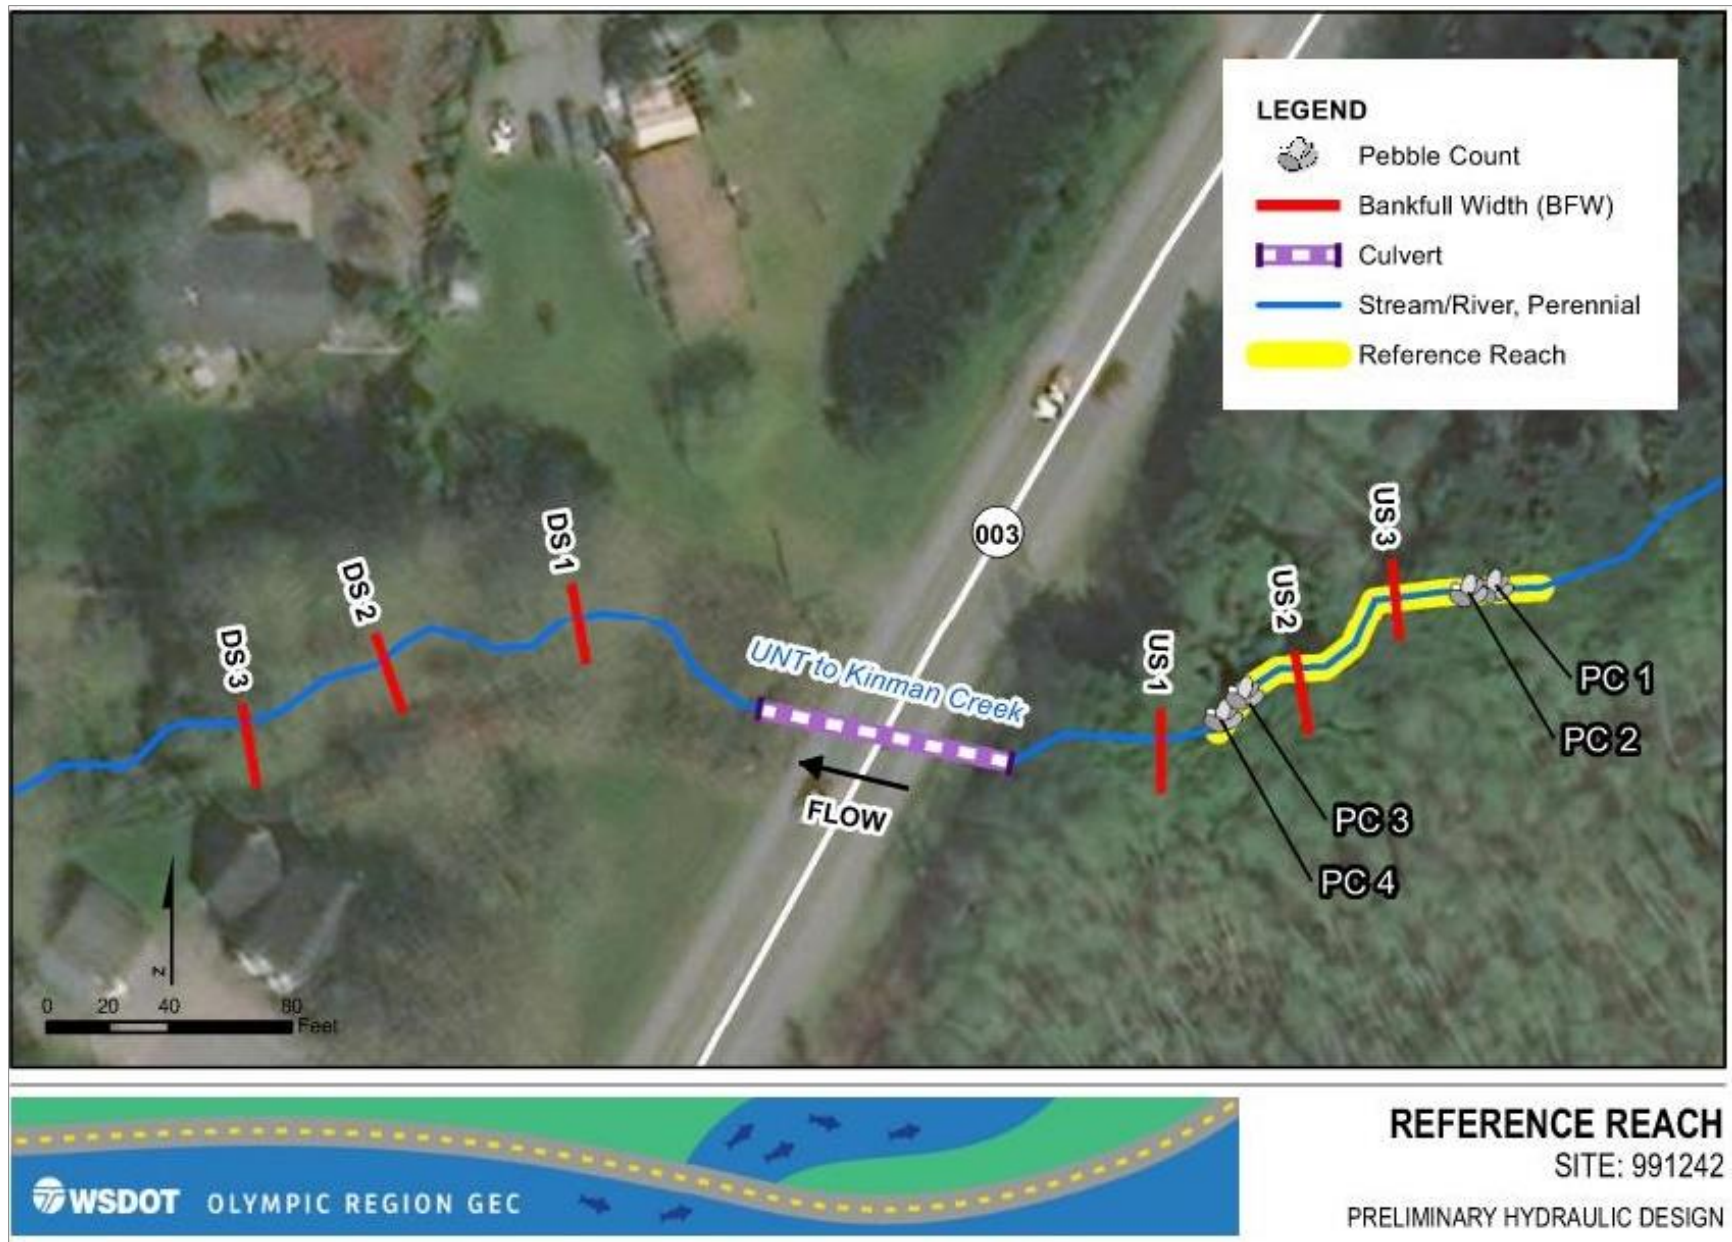 LEGEND
Pebble Count
Bankfull Width (BFW)
Culvert
Stream/River, Perennial
Reference Reach
003
US 3
DS 1
US 2
DS 2
DS 3
US 1
UNT to Kinman Creek
PC 1
PC 2
FLOW
PC 3
PC 4
N
0 20 40 80
Feet
REFERENCE REACH
SITE: 991242
WSDOT OLYMPIC REGION GEC
PRELIMINARY HYDRAULIC DESIGN